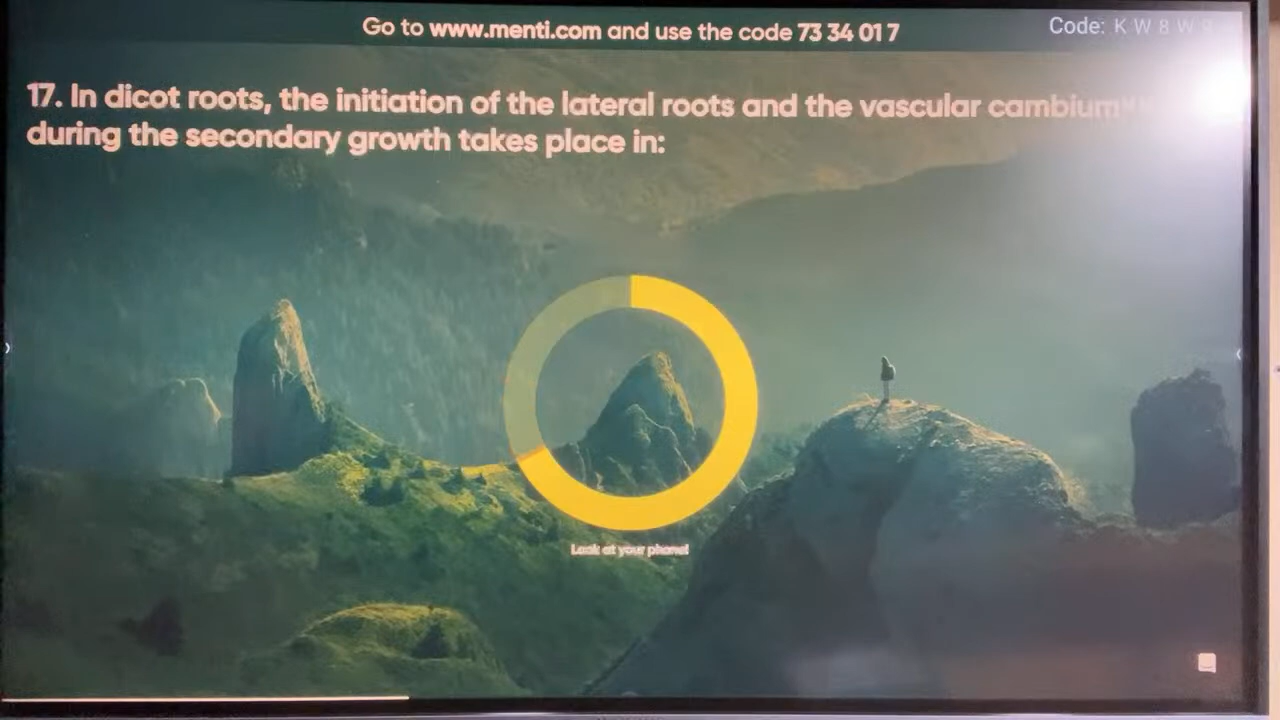 Go to www.menti.com and use the code 73 34 01 7
Code: K W 8 W
17. In dicot roots, the initiation of the lateral roots and the vascular cambium
during the secondary growth takes place in:
Look at your phone!